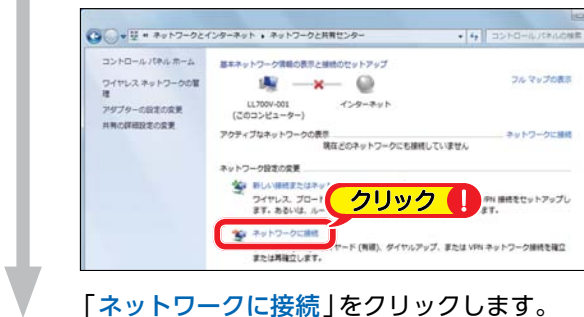 ネットワークとインターネット ▸ ネットワークと共有センター
コントロール パネルの検索
コントロール パネル ホーム
ワイヤレス ネットワークの管理
アダプターの設定の変更
共有の詳細設定の変更
基本ネットワーク情報の表示と接続のセットアップ
フル マップの表示
LL700V-001
(このコンピューター)
インターネット
アクティブなネットワークの表示
ネットワークに接続
現在どのネットワークにも接続していません
ネットワーク設定の変更
新しい接続またはネット
ワイヤレス、ブロード
VPN 接続をセットアップし
ます。あるいは、ルー
ます。
クリック !
ネットワークに接続
ヤード (有線)、ダイヤルアップ、または VPN ネットワーク接続を確立
または再確立します。
「ネットワークに接続」をクリックします。